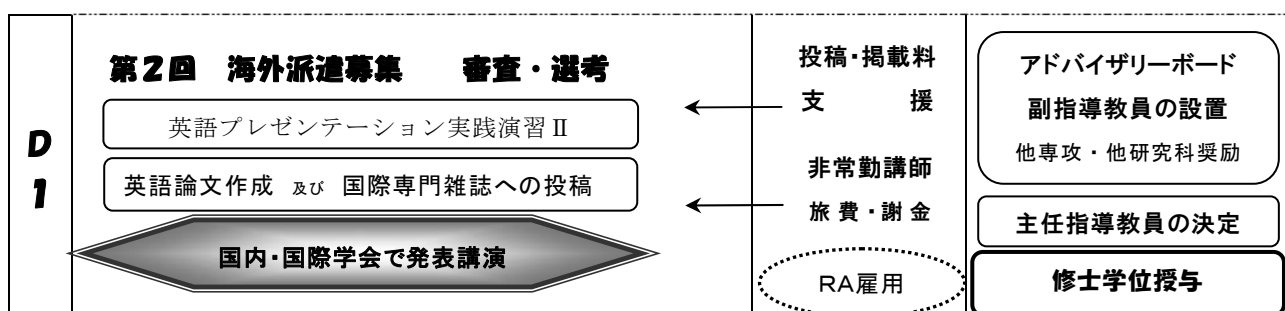 D
1
第2回 海外派遣募集 審査・選考
英語プレゼンテーション実践演習Ⅱ
英語論文作成 及び 国際専門雑誌への投稿
国内・国際学会で発表講演
投稿・掲載料
支 援
非常勤講師
旅費・謝金
RA雇用
アドバイザリーボード
副指導教員の設置
他専攻・他研究科奨励
主任指導教員の決定
修士学位授与